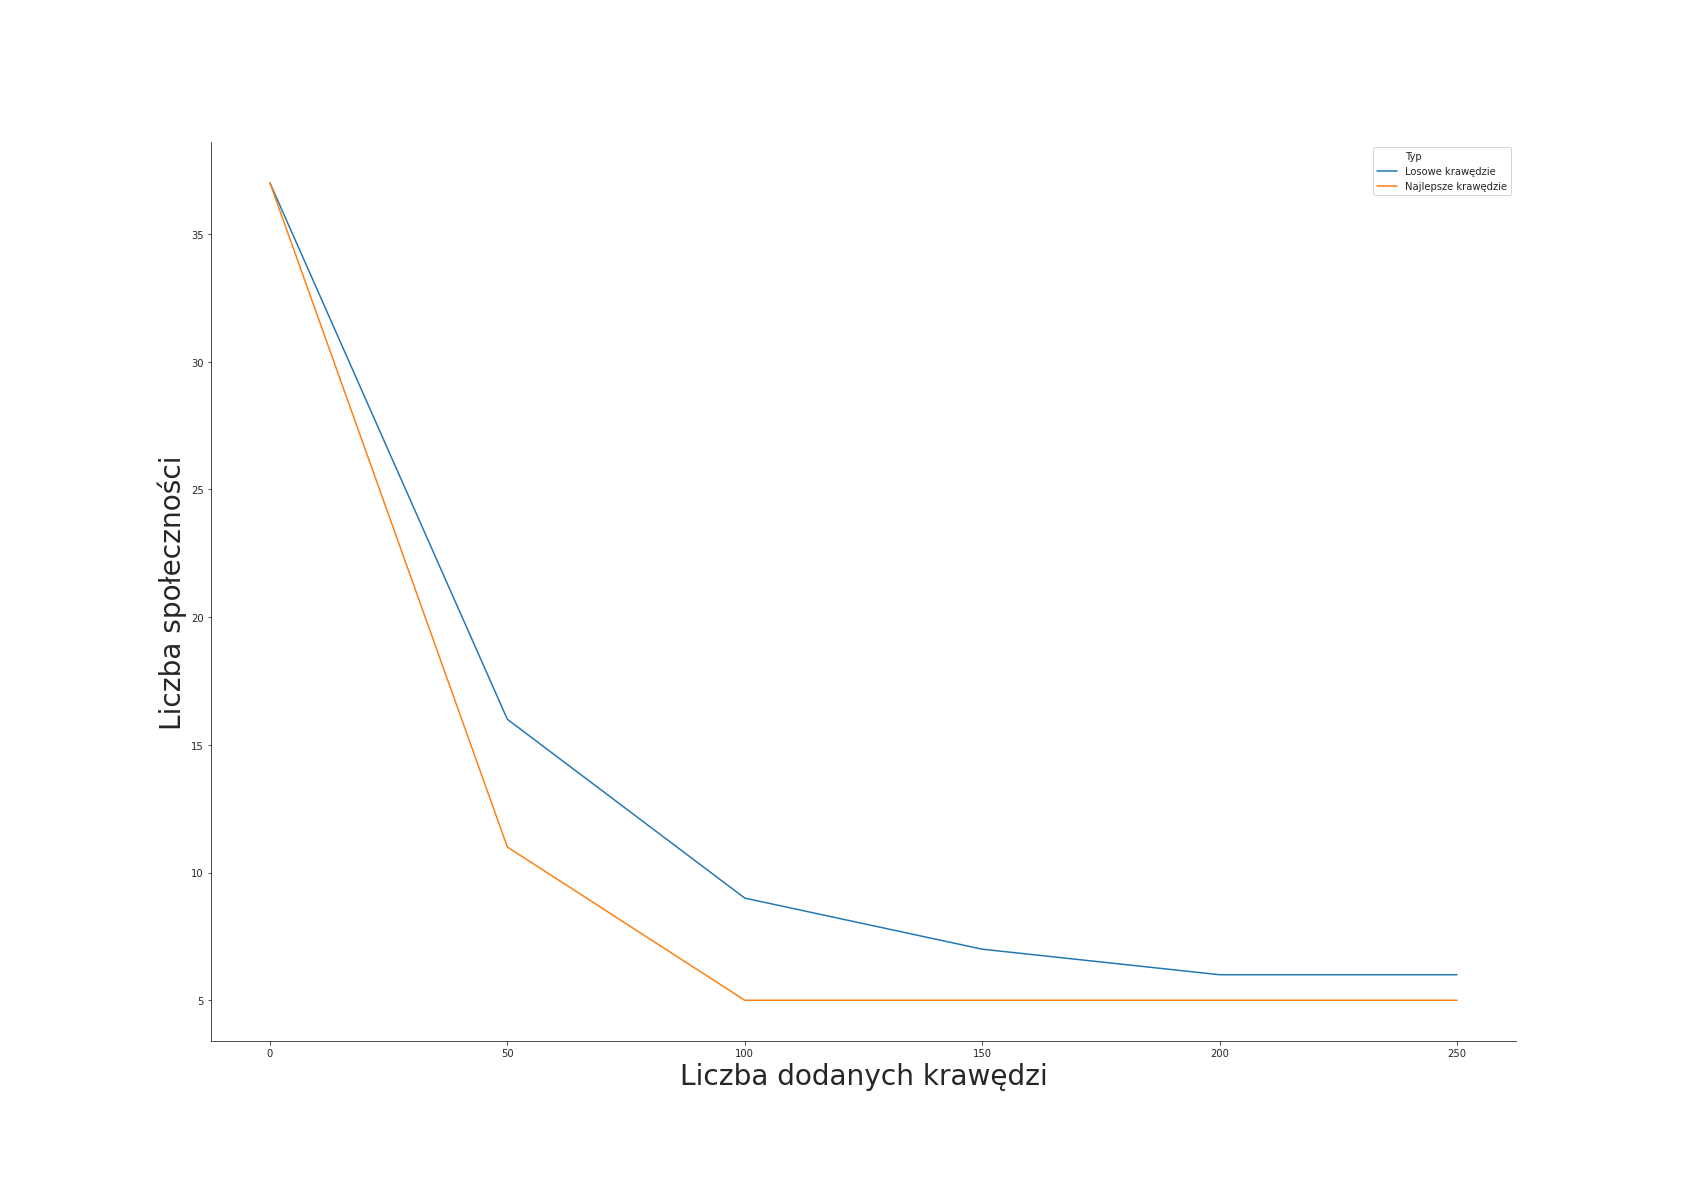 Typ
Losowe krawędzie
Najlepsze krawędzie
35
30
25
20
15
10
5
Liczba społeczności
0 50 100 150 200 250
Liczba dodanych krawędzi